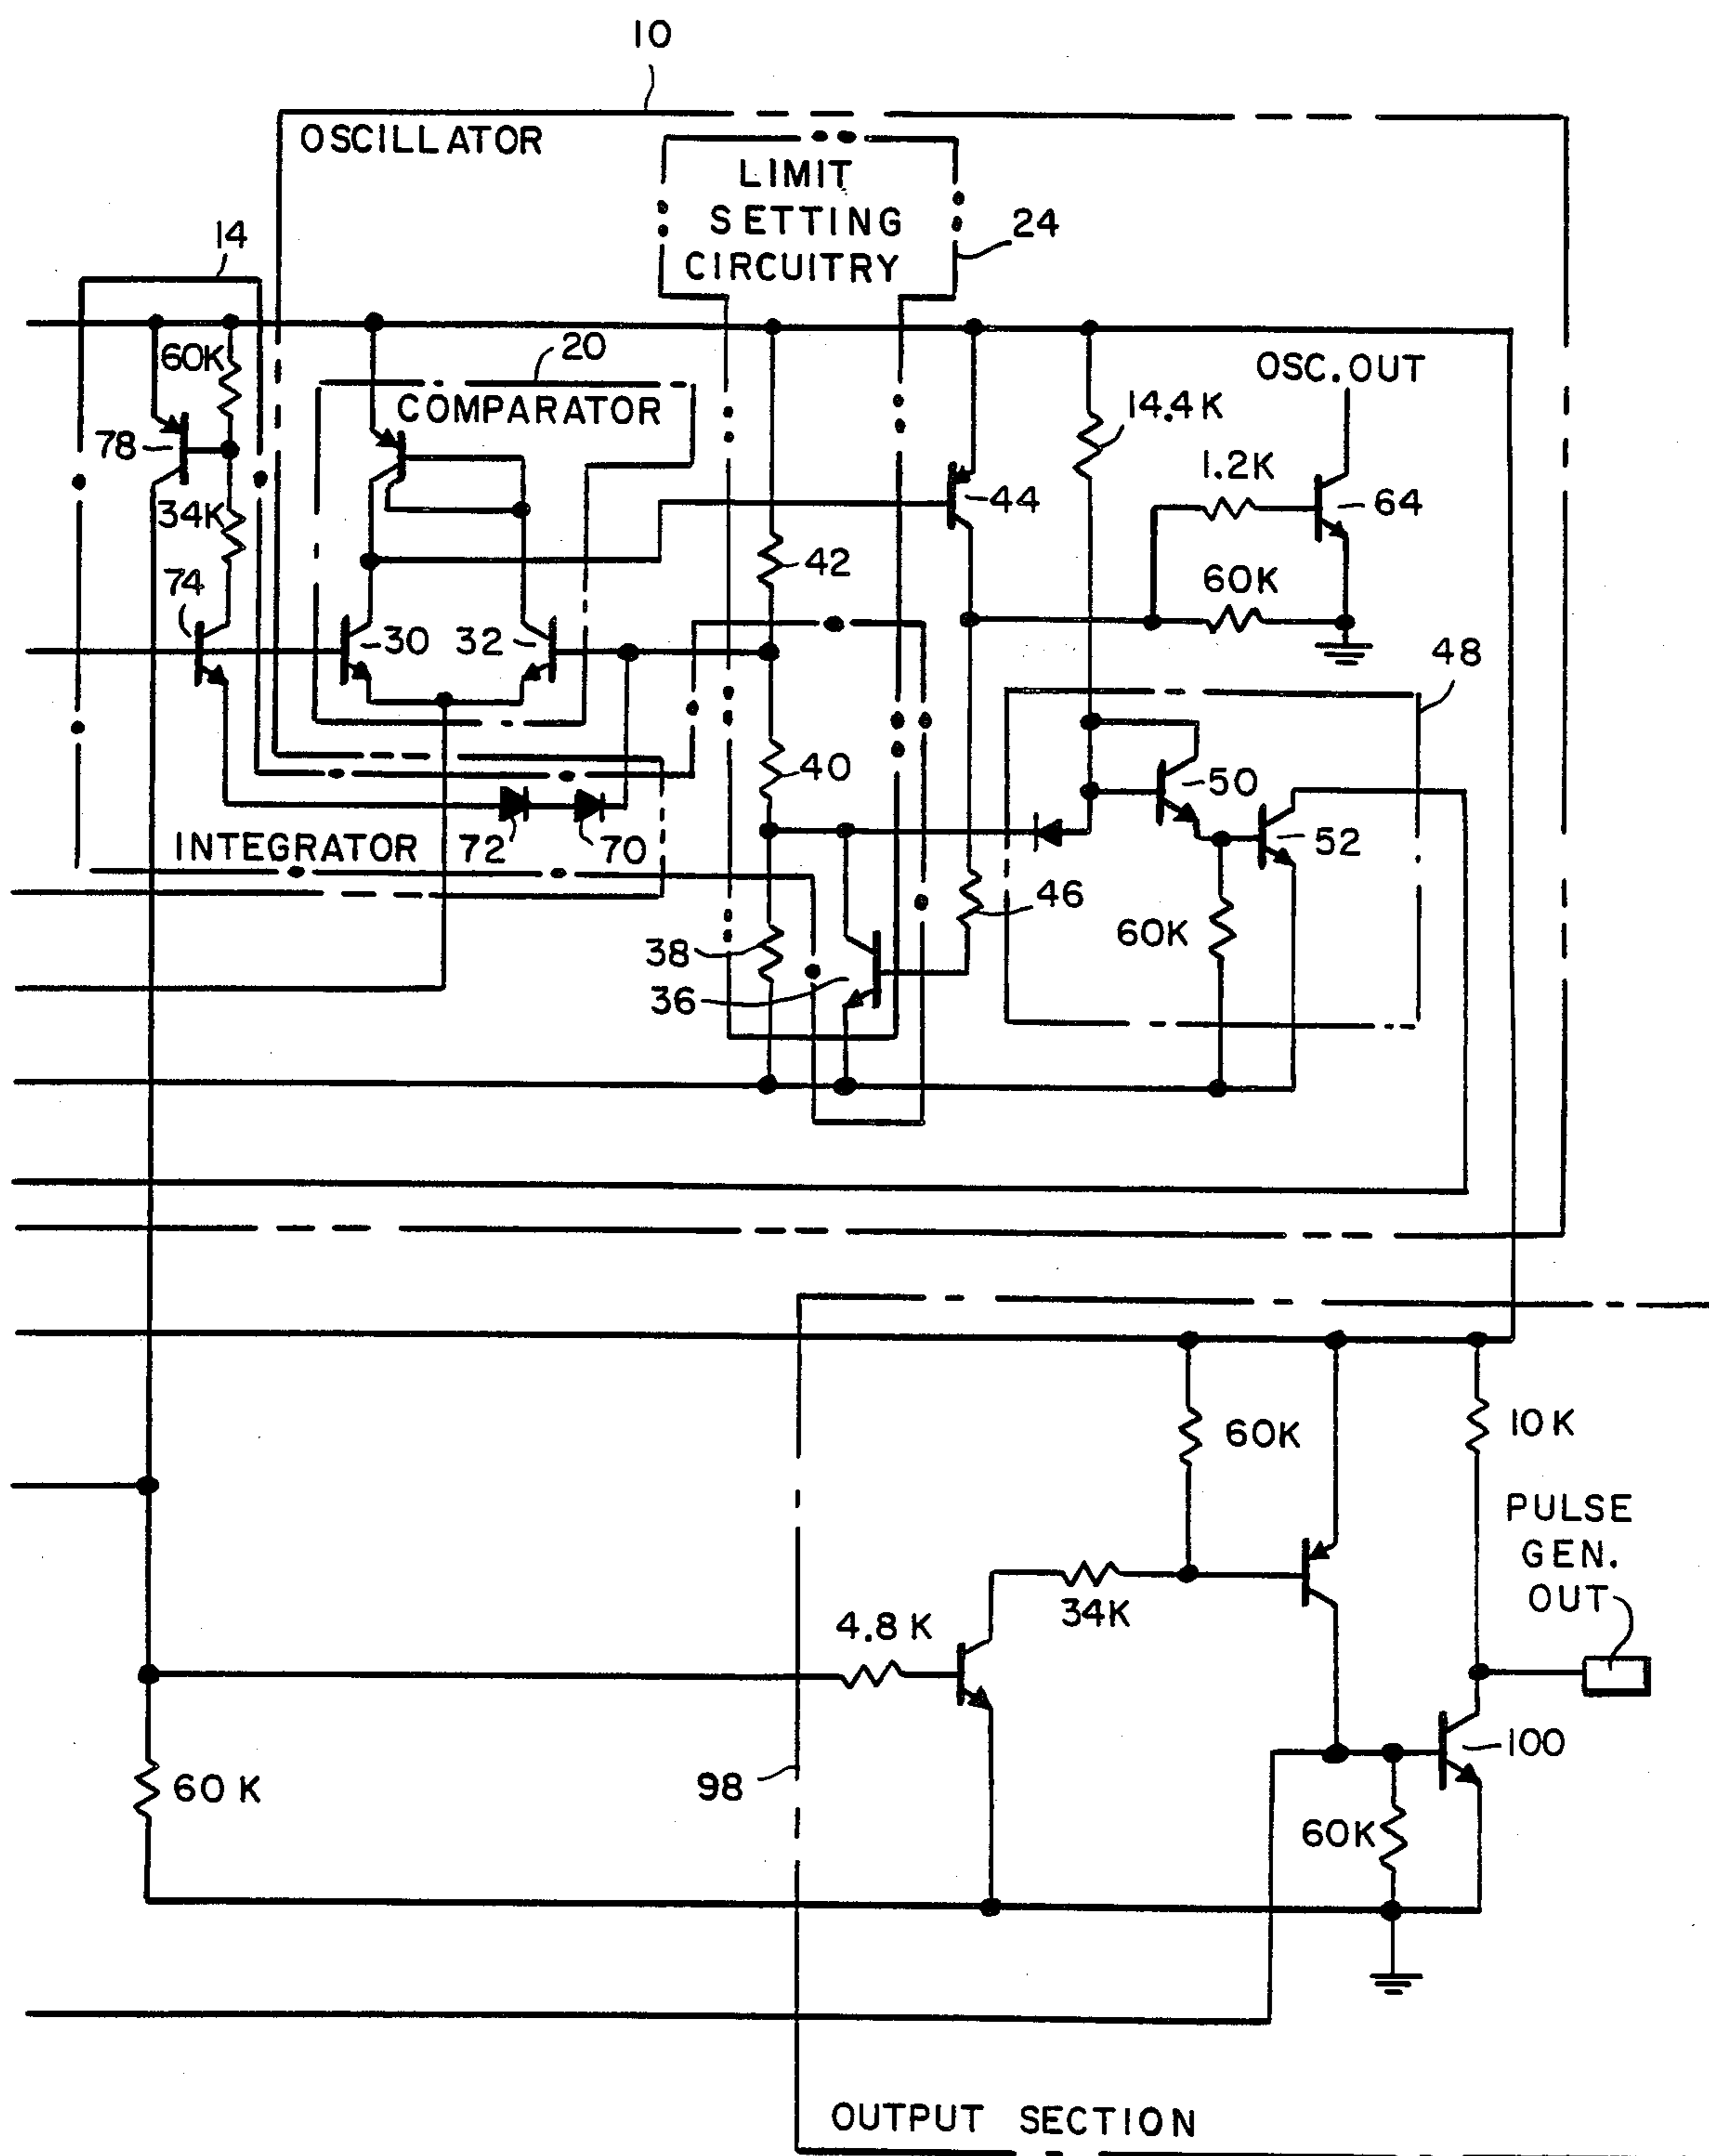 10
OSCILLATOR
LIMIT
SETTING
CIRCUITRY
24
14
60K
20
COMPARATOR
OSC. OUT
14.4K
78
1.2K
44
64
34K
42
74
60K
30
32
48
40
50
INTEGRATOR
72
70
52
46
60K
38
36
60K
10K
PULSE
GEN.
OUT
34K
4.8K
100
98
60K
60K
OUTPUT SECTION